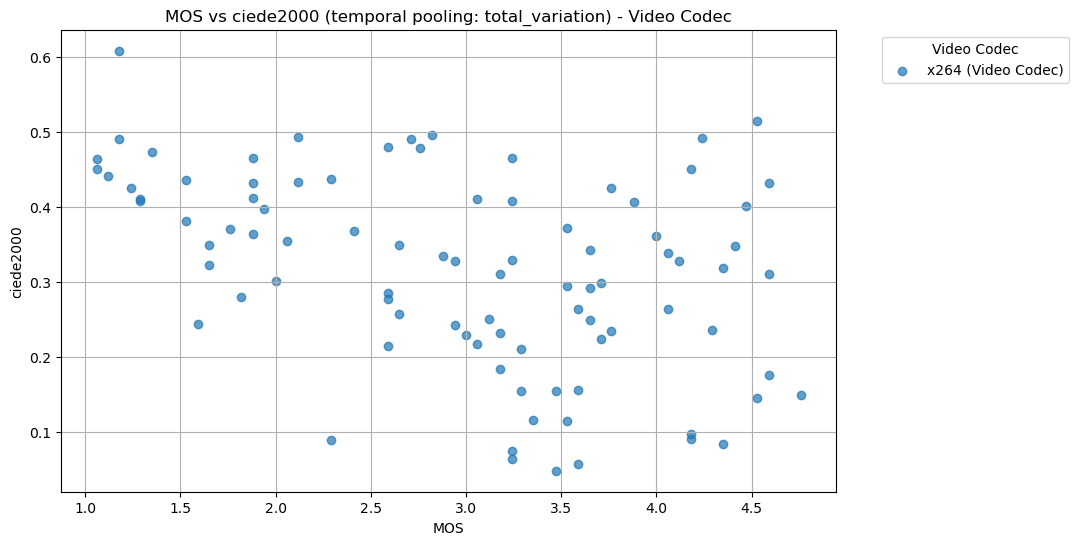 MOS vs ciede2000 (temporal pooling: total_variation) - Video Codec
Video Codec
x264 (Video Codec)
ciede2000
0.6
0.5
0.4
0.3
0.2
0.1
1.0 1.5 2.0 2.5 3.0 3.5 4.0 4.5
MOS